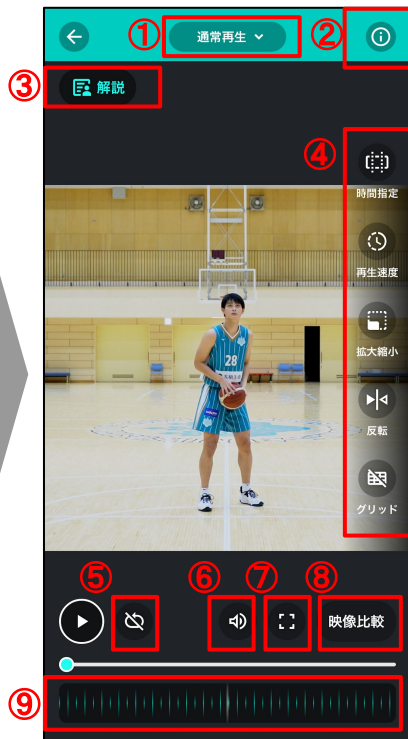 ① 通常再生 ②
③ 解説
④
時間指定
再生速度
28
拡大縮小
反転
グリッド
⑤ ⑥ ⑦ ⑧
映像比較
⑨